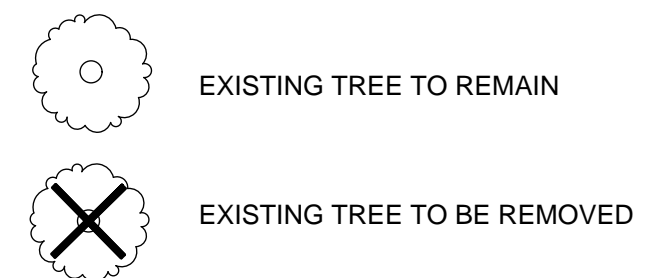 EXISTING TREE TO REMAIN
EXISTING TREE TO BE REMOVED